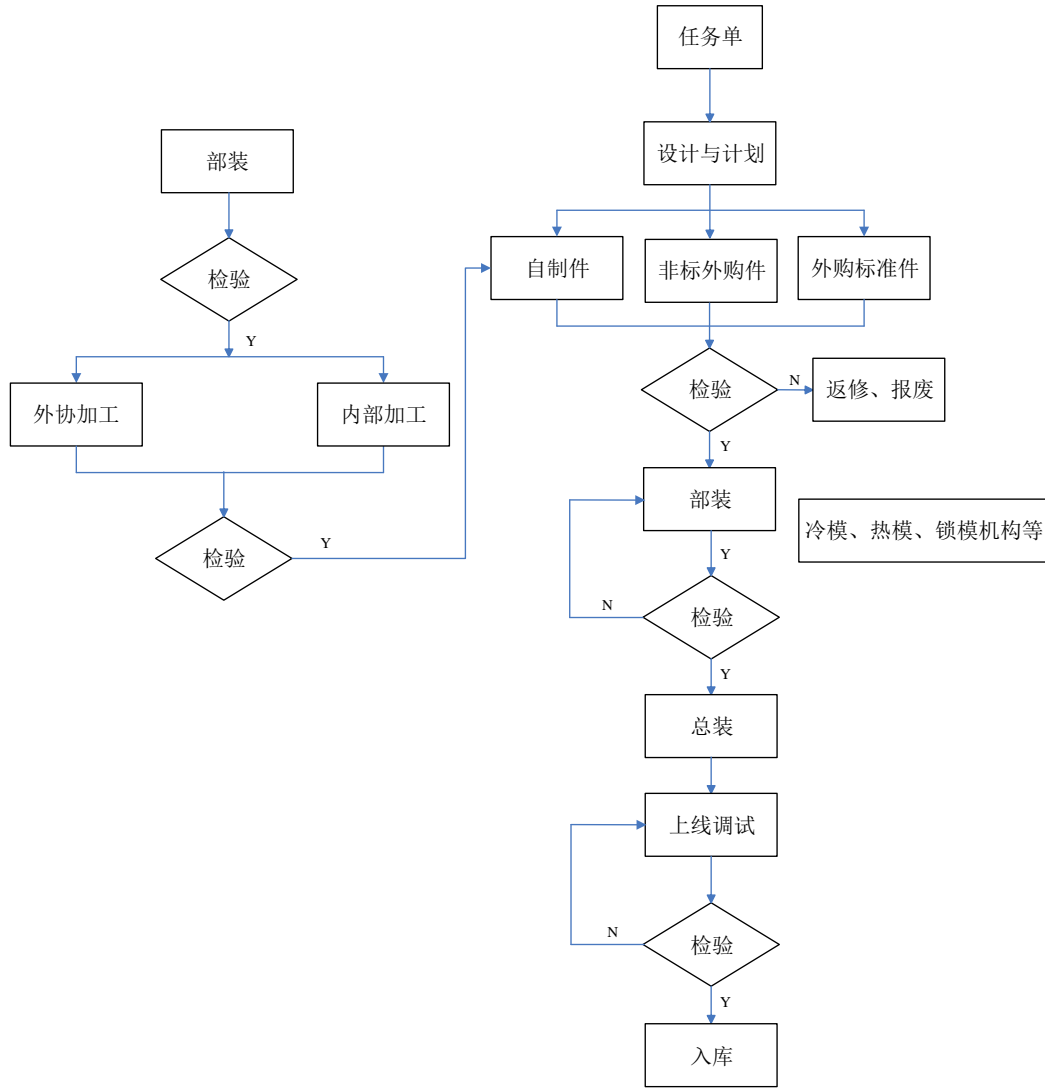 任务单
设计与计划
部装
检验
Y
外协加工
内部加工
检验
Y
自制件
非标外购件
外购标准件
检验
N
返修、报废
Y
部装
冷模、热模、锁模机构等
Y
检验
N
Y
总装
上线调试
检验
N
Y
入库